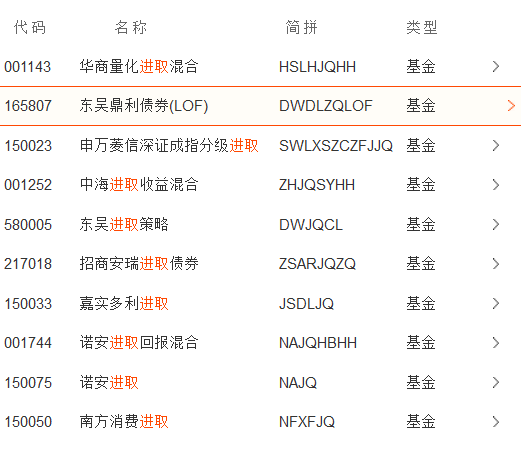 代码 名称 简拼 类型
001143 华商量化进取混合 HSLHJQHH 基金
165807 东吴鼎利债券(LOF) DWDLZQLOF 基金
150023 申万菱信深证成指分级进取 SWLXSZCZFJJQ 基金
001252 中海进取收益混合 ZHJQSYHH 基金
580005 东吴进取策略 DWJQCL 基金
217018 招商安瑞进取债券 ZSARJQZQ 基金
150033 嘉实多利进取 JSDLJQ 基金
001744 诺安进取回报混合 NAJQHBHH 基金
150075 诺安进取 NAJQ 基金
150050 南方消费进取 NFXFJQ 基金